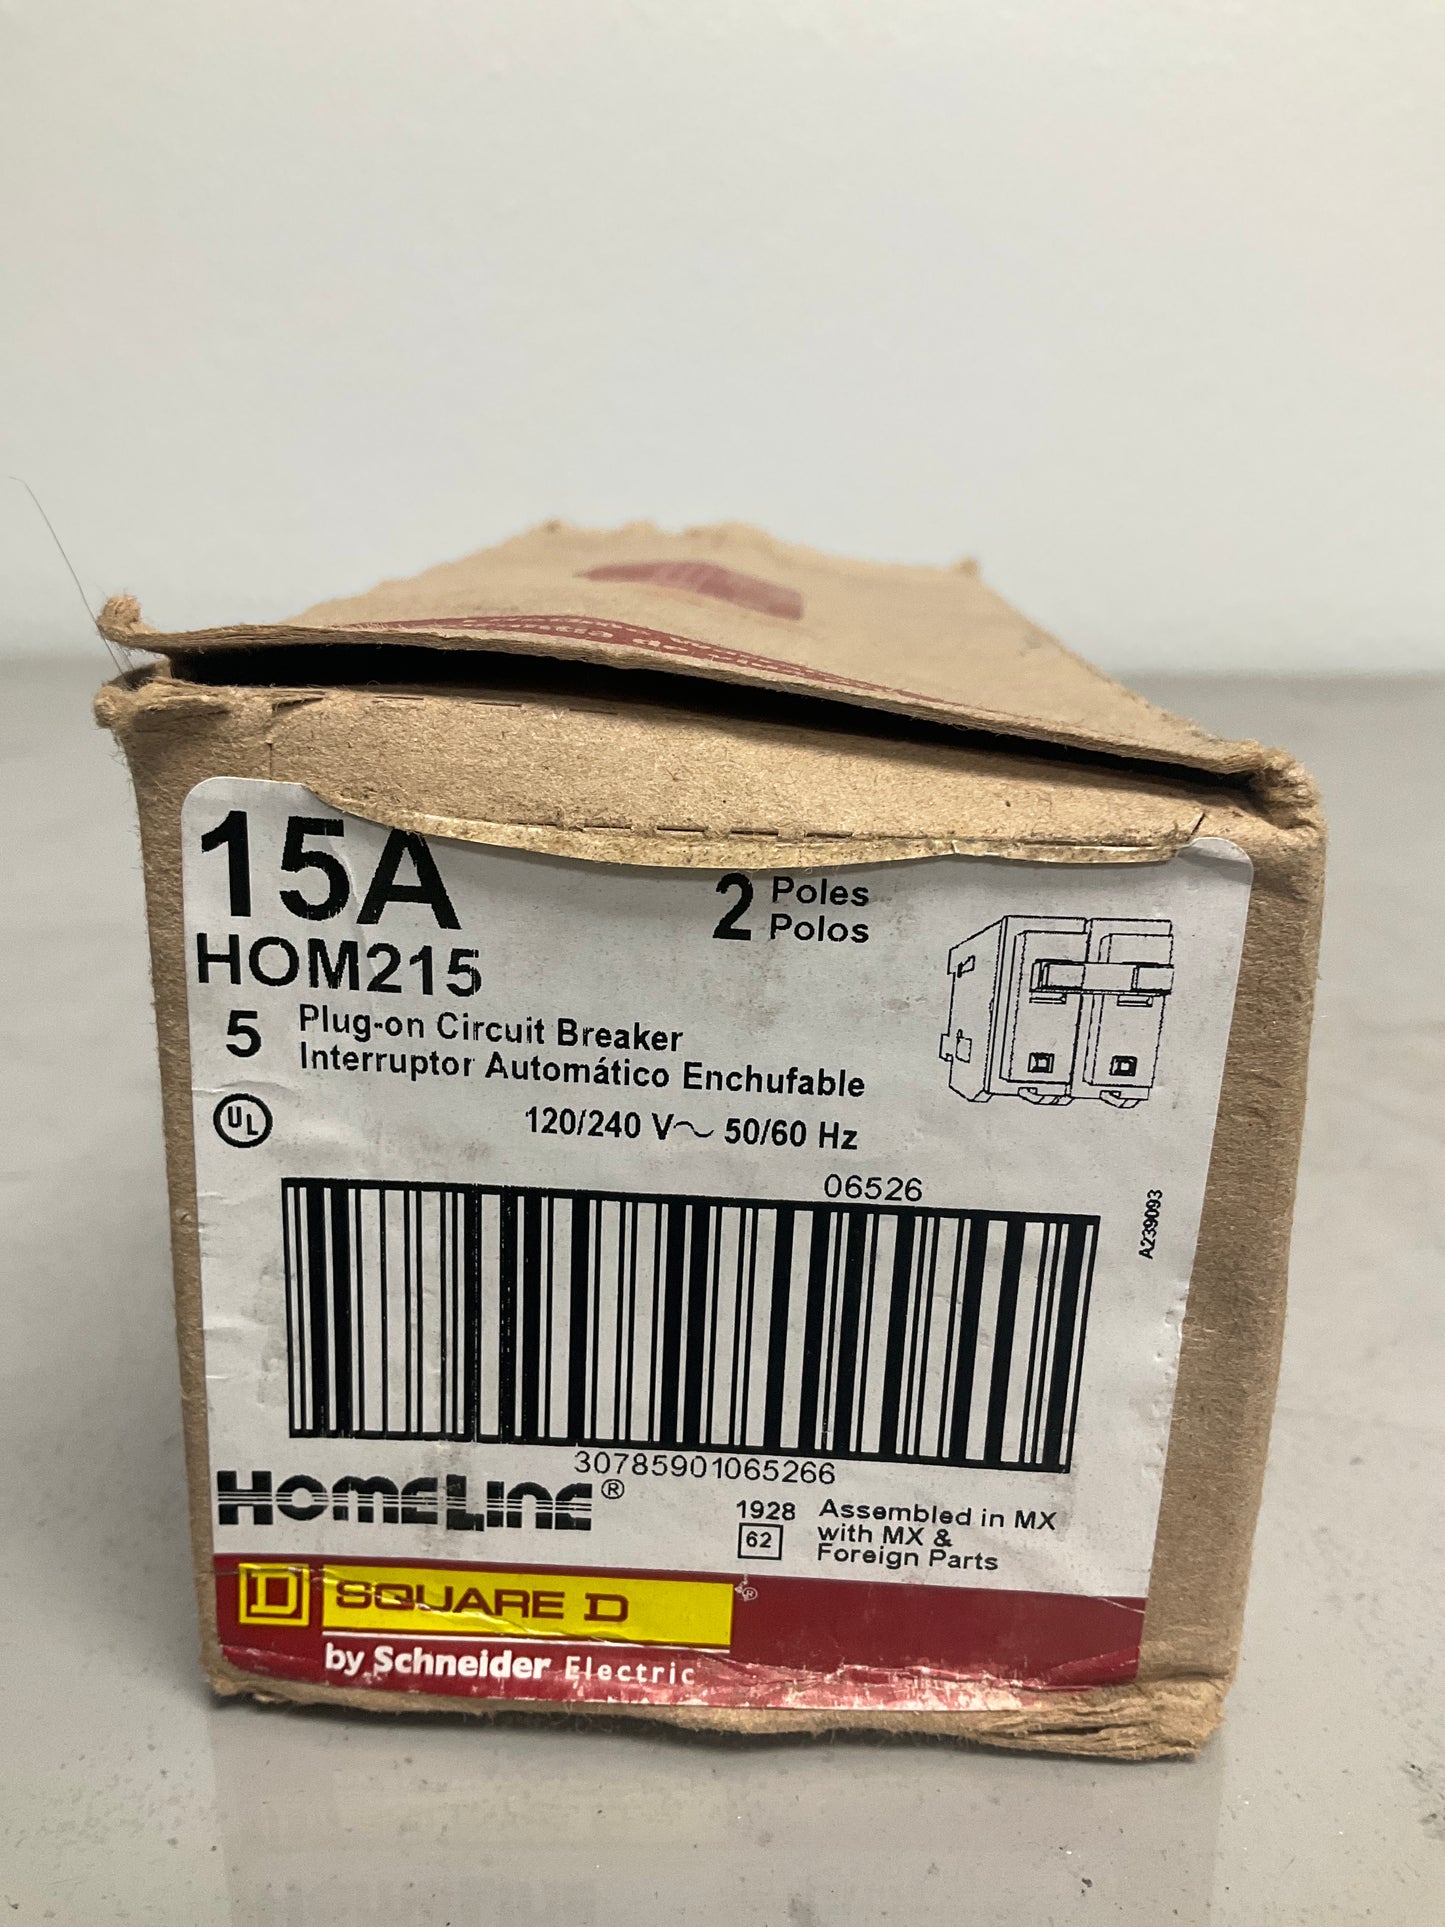 15A
2 Poles
Polos
HOM215
5 Plug-on Circuit Breaker
Interruptor Automático Enchufable
UL
120/240 V~ 50/60 Hz
06526
A239093
30785901065266
HOMELINE®
1928 Assembled in MX
62 with MX &
Foreign Parts
D SQUARE D ®
by Schneider Electric